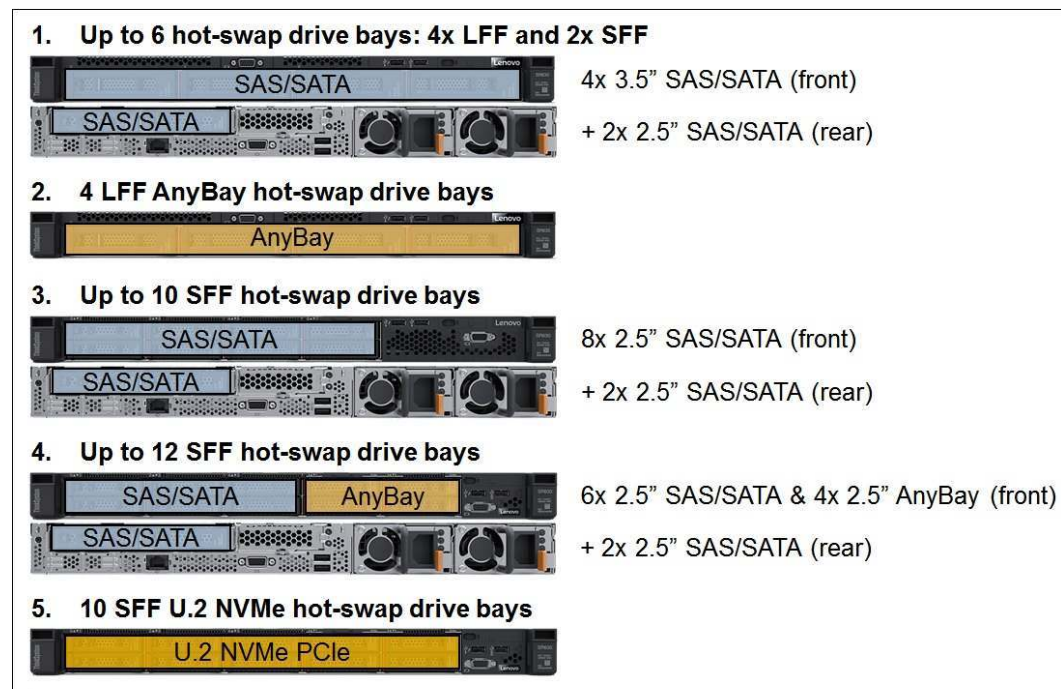 1. Up to 6 hot-swap drive bays: 4x LFF and 2x SFF
Lenovo
SAS/SATA
4x 3.5” SAS/SATA (front)
SAS/SATA
+ 2x 2.5” SAS/SATA (rear)
2. 4 LFF AnyBay hot-swap drive bays
Lenovo
AnyBay
3. Up to 10 SFF hot-swap drive bays
Lenovo
SAS/SATA
8x 2.5” SAS/SATA (front)
SAS/SATA
+ 2x 2.5” SAS/SATA (rear)
4. Up to 12 SFF hot-swap drive bays
SAS/SATA AnyBay
6x 2.5” SAS/SATA & 4x 2.5” AnyBay (front)
Lenovo
SAS/SATA
+ 2x 2.5” SAS/SATA (rear)
5. 10 SFF U.2 NVMe hot-swap drive bays
U.2 NVMe PCIe
Lenovo